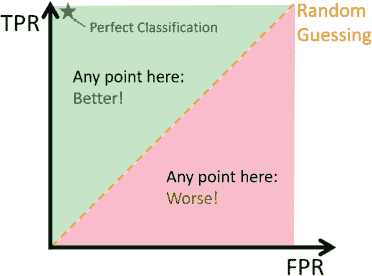 TPR
Perfect Classification
Random
Guessing
Any point here:
Better!
Any point here:
Worse!
FPR